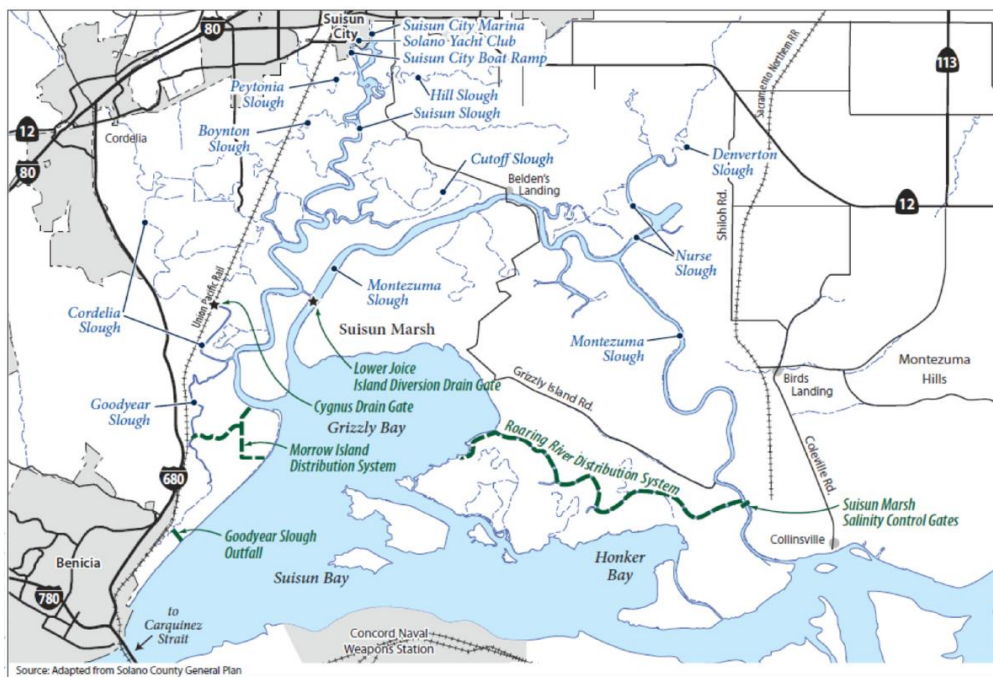 80
Suisun
City
Suisun City Marina
Solano Yacht Club
Suisun City Boat Ramp
113
Sacramento Northern RR
Peytonia
Slough
Hill Slough
Suisun Slough
Boynton
Slough
12
Cordelia
80
Cutoff Slough
Denverton
Slough
Belden's
Landing
Shiloh Rd.
12
Nurse
Slough
Union Pacific Rail
Montezuma
Slough
Cordelia
Slough
Suisun Marsh
Montezuma
Slough
Montezuma
Hills
Lower Joice
Island Diversion Drain Gate
Birds
Landing
Grizzly Island Rd.
Goodyear
Slough
Cygnus Drain Gate
Grizzly Bay
Roaring River Distribution System
Coleville Rd.
Morrow Island
Distribution System
680
Suisun Marsh
Salinity Control Gates
Goodyear Slough
Outfall
Collinsville
Benicia
Suisun Bay
Honker
Bay
780
to
Carquinez
Strait
Concord Naval
Weapons Station
Source: Adapted from Solano County General Plan